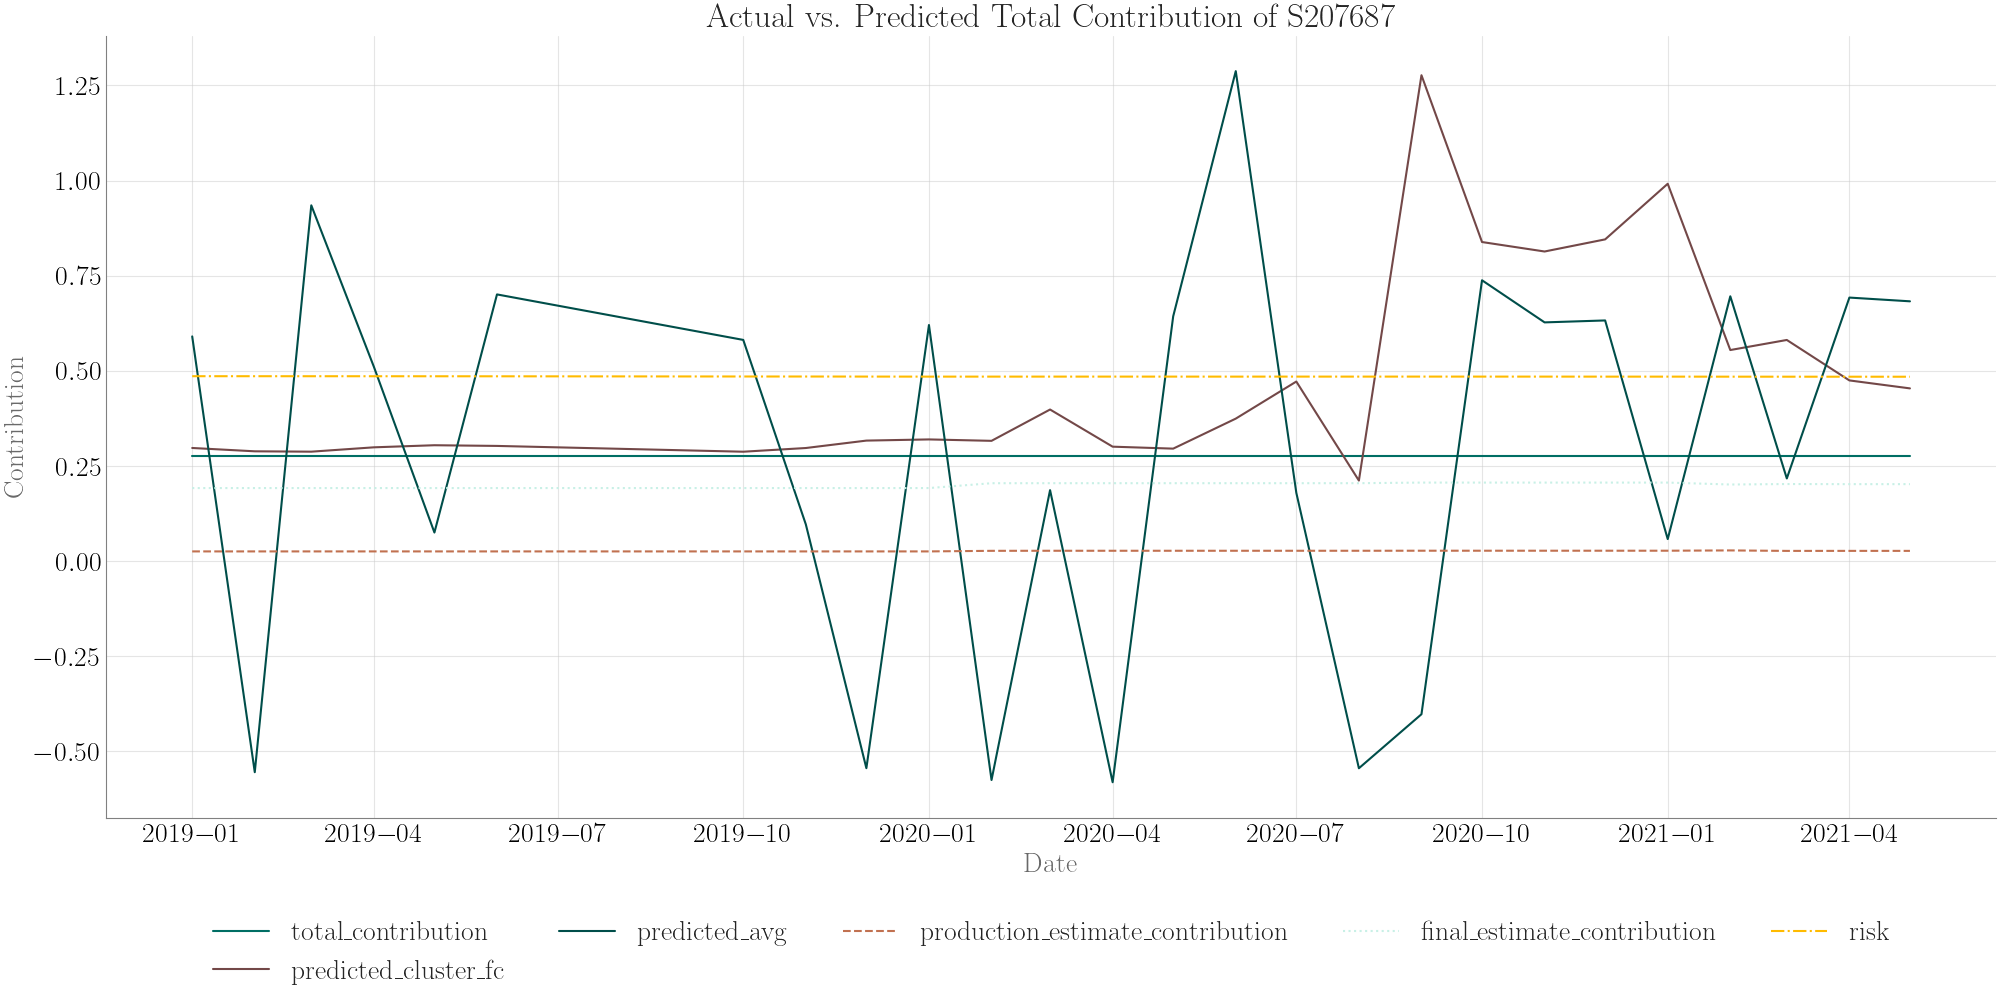 Actual vs. Predicted Total Contribution of S207687
1.25
1.00
0.75
0.50
0.25
0.00
−0.25
−0.50
Contribution
2019−01 2019−04 2019−07 2019−10 2020−01 2020−04 2020−07 2020−10 2021−01 2021−04
Date
total_contribution predicted_avg production_estimate_contribution final_estimate_contribution risk
predicted_cluster_fc